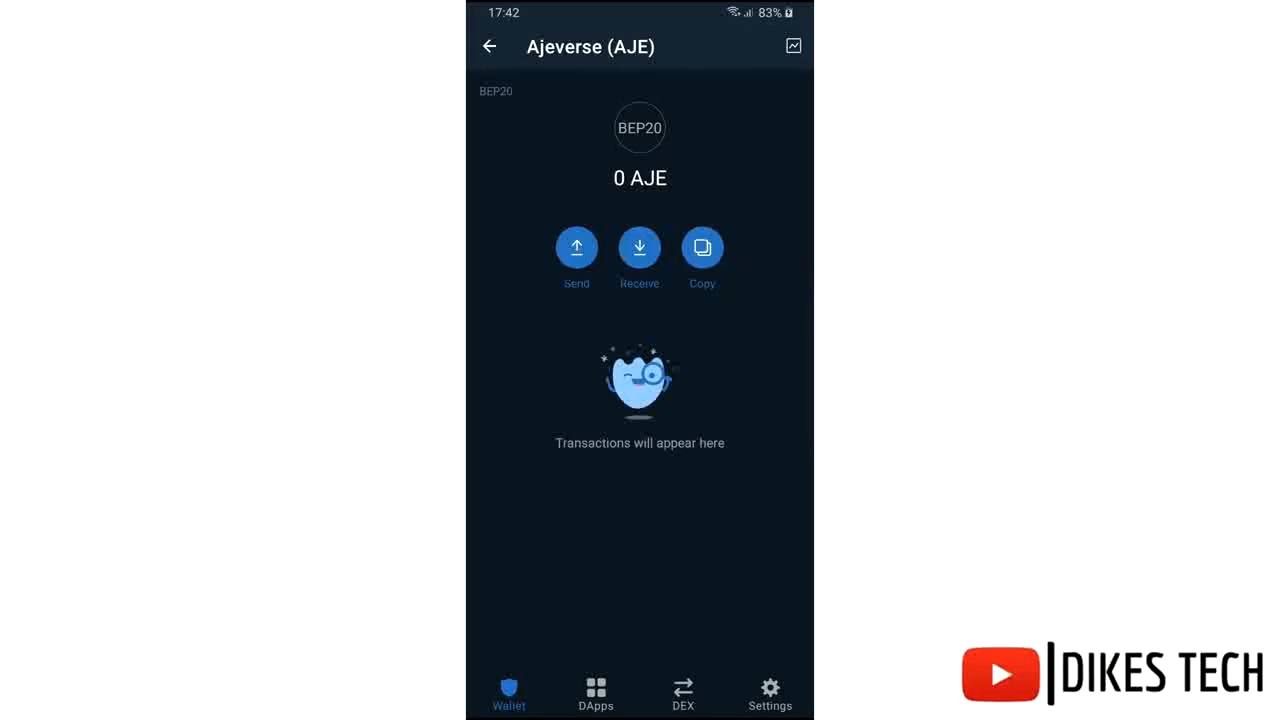 17:42
83%
Ajeverse (AJE)
BEP20
BEP20
0 AJE
Send
Receive
Copy
Transactions will appear here
Wallet
DApps
DEX
Settings
DIKES TECH